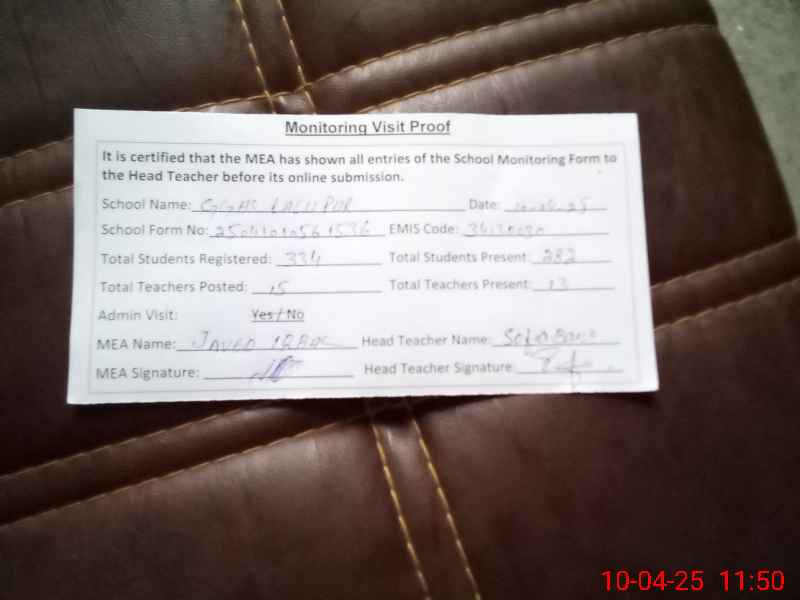 Monitoring Visit Proof
It is certified that the MEA has shown all entries of the School Monitoring Form to
the Head Teacher before its online submission.
School Name: GGHS Date:
School Form No: EMIS Code:
Total Students Registered: 334 Total Students Present: 282
Total Teachers Posted: 15 Total Teachers Present: 13
Admin Visit: Yes / No
MEA Name: JAVED Head Teacher Name:
MEA Signature: Head Teacher Signature:
10-04-25 11:50